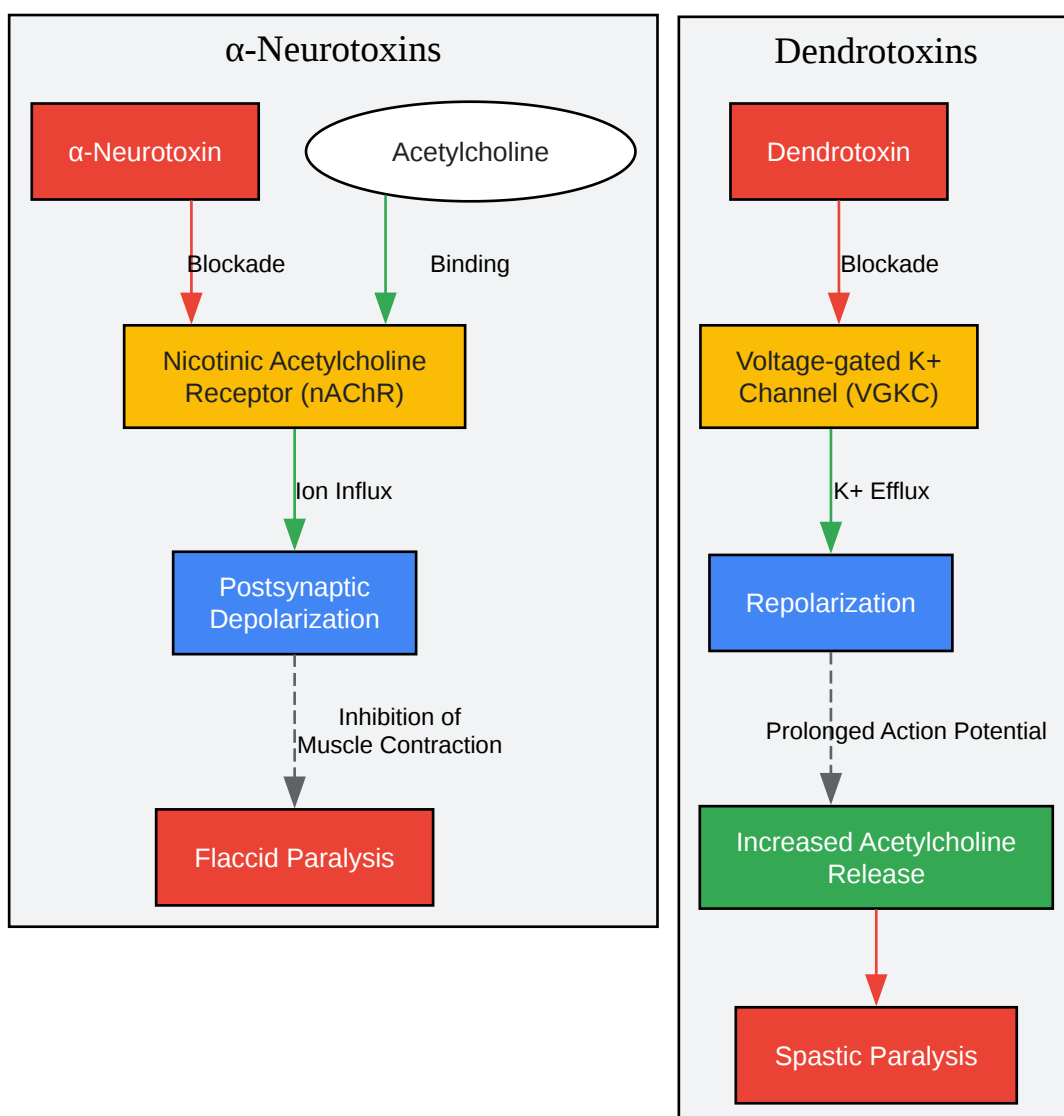 α-Neurotoxins
α-Neurotoxin
Acetylcholine
Blockade
Binding
Nicotinic Acetylcholine
Receptor (nAChR)
Ion Influx
Postsynaptic
Depolarization
Inhibition of
Muscle Contraction
Flaccid Paralysis
Dendrotoxins
Dendrotoxin
Blockade
Voltage-gated K+
Channel (VGKC)
K+ Efflux
Repolarization
Prolonged Action Potential
Increased Acetylcholine
Release
Spastic Paralysis